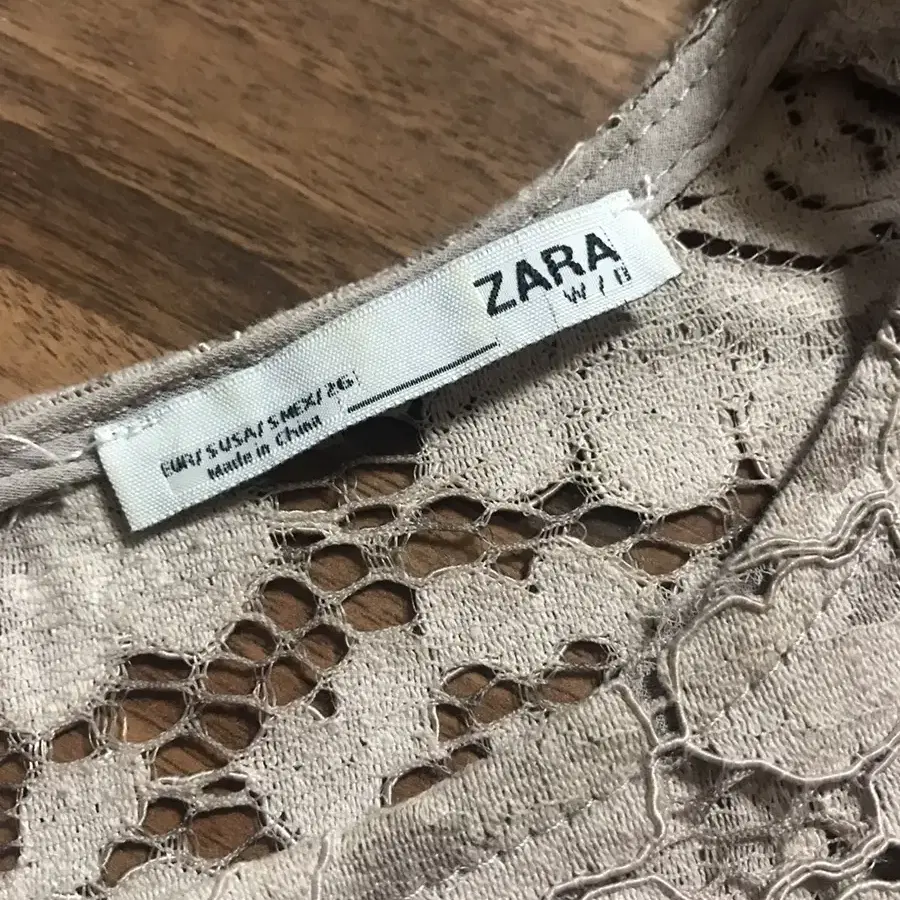 ZARA
W/B
EUR/S USA/S MEX/26
Made in China